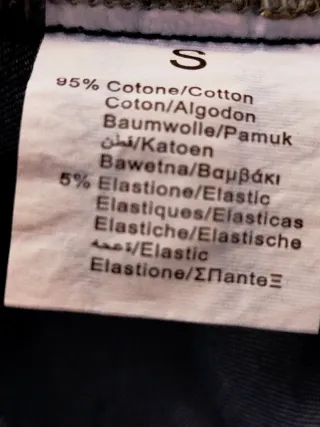 S
95% Cotone/Cotton
Coton/Algodon
Baumwolle/Pamuk
قطن/Katoen
Bawetna/Βαμβάκι
5% Elastione/Elastic
Elastiques/Elasticas
Elastiche/Elastische
/Elastic
Elastione/ΣΠanteΞ